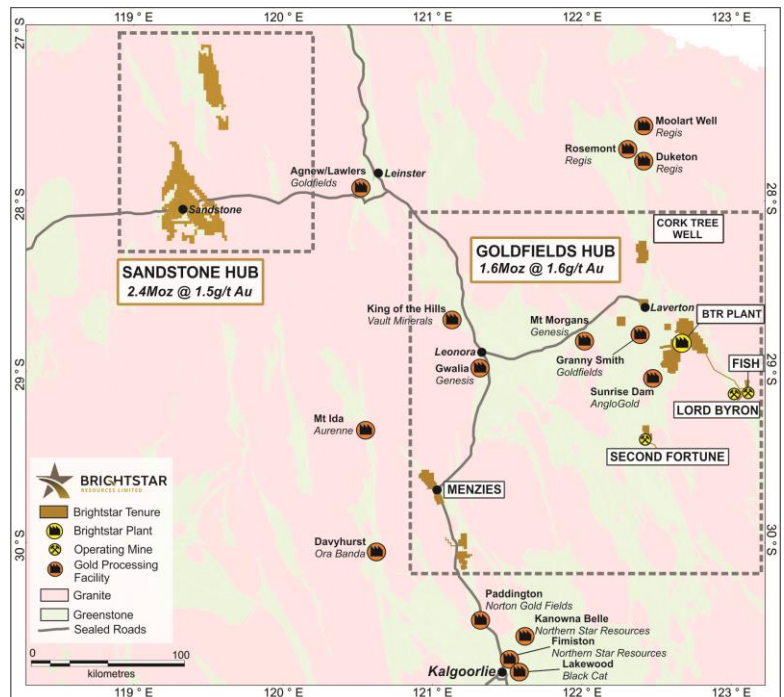 119° E
120° E
121° E
122° E
123° E
27° S
28° S
29° S
30° S
28° S
29° S
30° S
119 °E
120 °E
121 °E
122 °E
123 °E
Moolart Well
Regis
Rosemont
Regis
Duketon
Regis
Agnew/Lawlers
Goldfields
Leinster
Sandstone
CORK TREE
WELL
SANDSTONE HUB
2.4Moz @ 1.5g/t Au
GOLDFIELDS HUB
1.6Moz @ 1.6g/t Au
King of the Hills
Vault Minerals
Laverton
Mt Morgans
Genesis
BTR PLANT
Leonora
Gwalia
Genesis
Granny Smith
Goldfields
FISH
Sunrise Dam
AngloGold
LORD BYRON
Mt Ida
Aurenne
SECOND FORTUNE
MENZIES
Davyhurst
Ora Banda
Paddington
Norton Gold Fields
Kanowna Belle
Northern Star Resources
Fimiston
Northern Star Resources
Lakewood
Black Cat
Kalgoorlie
BRIGHTSTAR
RESOURCES LIMITED
Brightstar Tenure
Brightstar Plant
Operating Mine
Gold Processing
Facility
Granite
Greenstone
Sealed Roads
0
100
kilometres